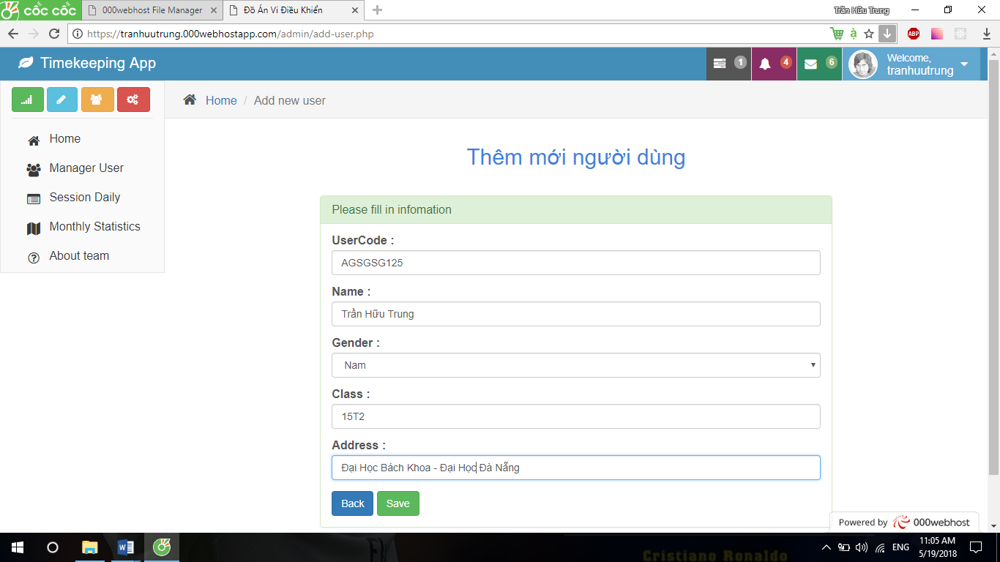 cốc cốc
000webhost File Manager
Đồ Án Vi Điều Khiển
Trần Hữu Trung
https://tranhuutrung.000webhostapp.com/admin/add-user.php
ABP
Timekeeping App
1
4
6
Welcome,
tranhuutrung
Home / Add new user
Home
Manager User
Session Daily
Monthly Statistics
About team
Thêm mới người dùng
Please fill in infomation
UserCode :
AGSGSG125
Name :
Trần Hữu Trung
Gender :
Nam
Class :
15T2
Address :
Đại Học Bách Khoa - Đại Học Đà Nẵng
Back
Save
Powered by 000webhost
Cristiano Ronaldo
ENG
11:05 AM
5/19/2018